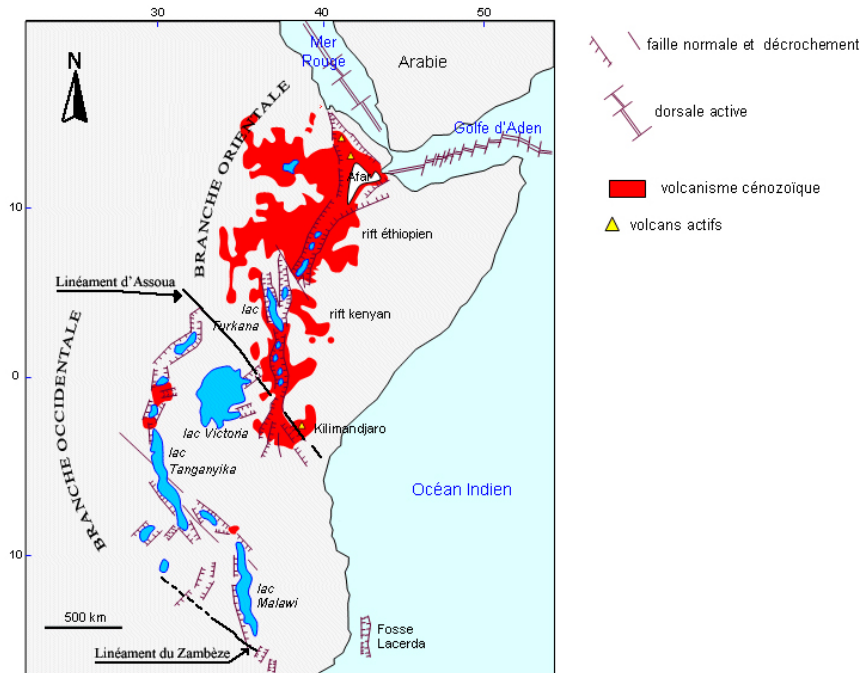 30
40
50
N
Mer
Rouge
Arabie
Golfe d'Aden
Afar
BRANCHE ORIENTALE
10
rift éthiopien
Linéament d'Assoua
lac
Turkana
rift kenyan
BRANCHE OCCIDENTALE
0
lac Victoria
Kilimandjaro
lac
Tanganyika
Océan Indien
10
lac
Malawi
500 km
Fosse
Lacerda
Linéament du Zambèze
faille normale et décrochement
dorsale active
volcanisme cénozoïque
volcans actifs